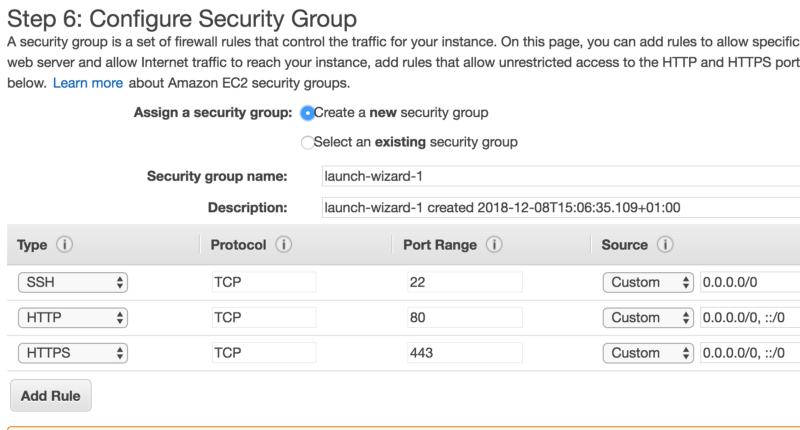 Step 6: Configure Security Group
A security group is a set of firewall rules that control the traffic for your instance. On this page, you can add rules to allow specific
web server and allow Internet traffic to reach your instance, add rules that allow unrestricted access to the HTTP and HTTPS port
below. Learn more about Amazon EC2 security groups.
Assign a security group: Create a new security group
Select an existing security group
Security group name: launch-wizard-1
Description: launch-wizard-1 created 2018-12-08T15:06:35.109+01:00
Type i Protocol i Port Range i Source i
SSH TCP 22 Custom 0.0.0.0/0
HTTP TCP 80 Custom 0.0.0.0/0, ::/0
HTTPS TCP 443 Custom 0.0.0.0/0, ::/0
Add Rule